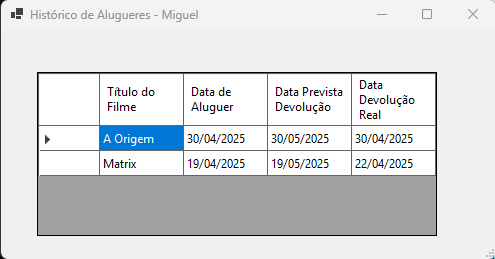 Histórico de Alugueres - Miguel
Título do Filme Data de Aluguer Data Prevista Devolução Data Devolução Real
A Origem 30/04/2025 30/05/2025 30/04/2025
Matrix 19/04/2025 19/05/2025 22/04/2025